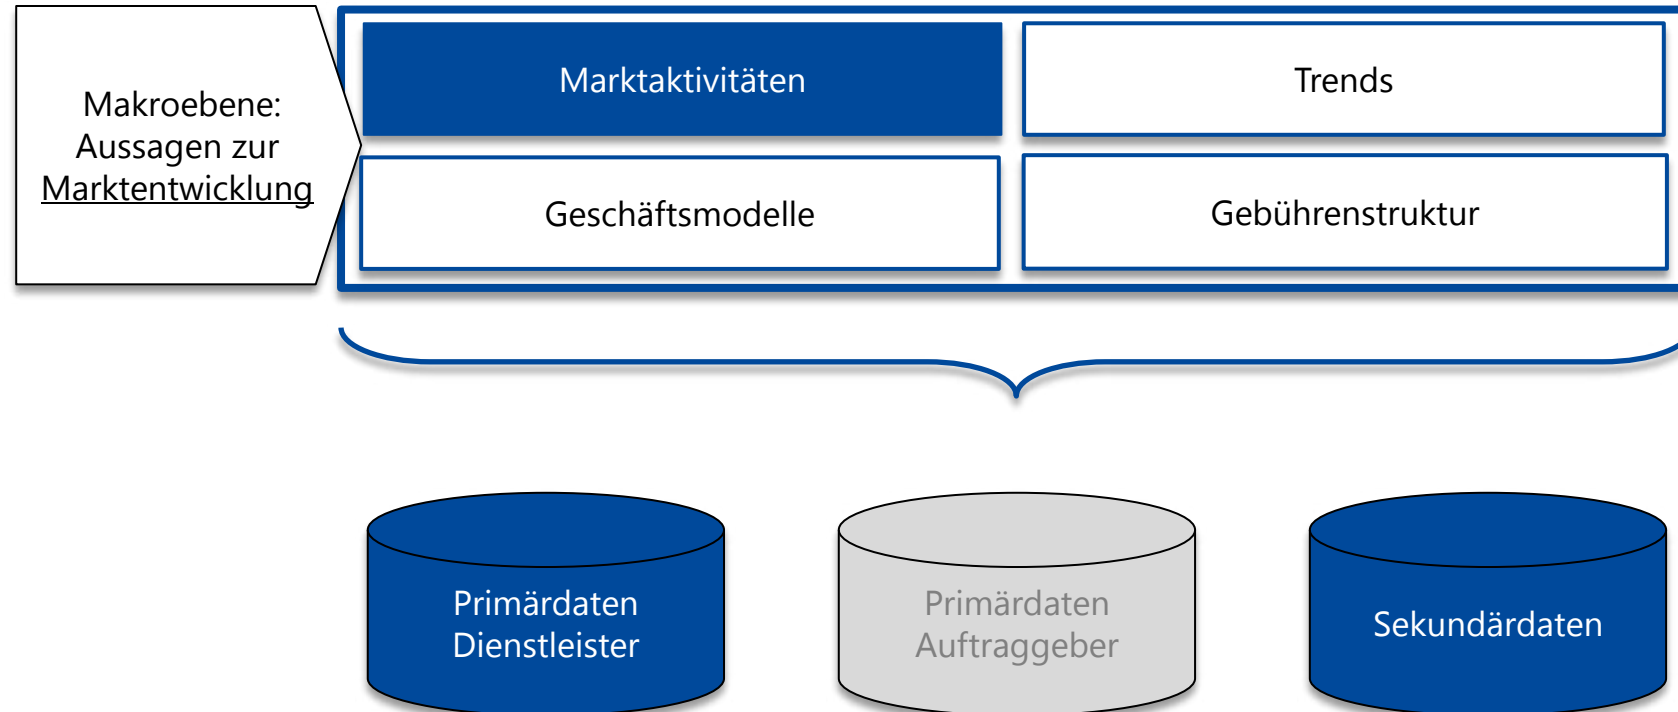 Makroebene:
Aussagen zur
Marktentwicklung
Marktaktivitäten
Trends
Geschäftsmodelle
Gebührenstruktur
Primärdaten
Dienstleister
Primärdaten
Auftraggeber
Sekundärdaten